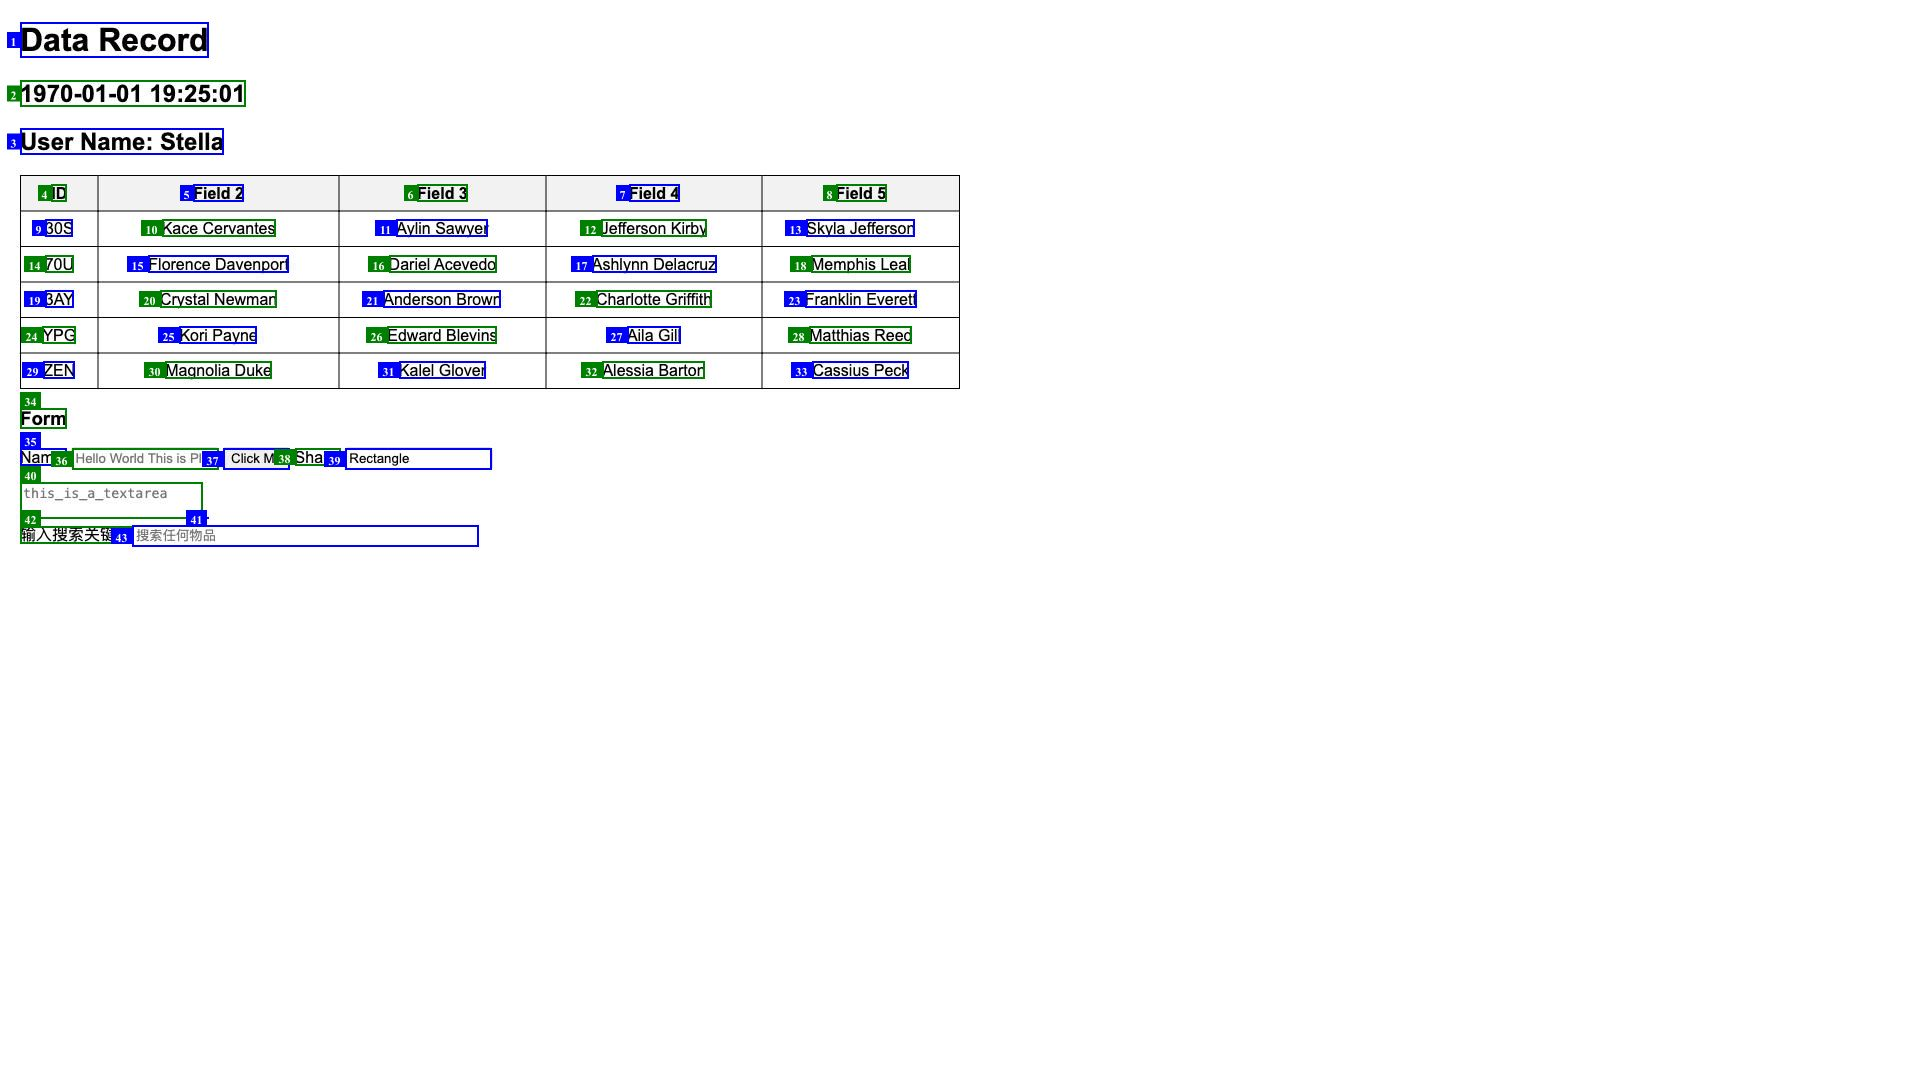 1 Data Record
2 1970-01-01 19:25:01
3 User Name: Stella
4 ID 5 Field 2 6 Field 3 7 Field 4 8 Field 5
9 30S 10 Kace Cervantes 11 Aylin Sawyer 12 Jefferson Kirby 13 Skyla Jefferson
14 70U 15 Florence Davenport 16 Dariel Acevedo 17 Ashlynn Delacruz 18 Memphis Leal
19 3AY 20 Crystal Newman 21 Anderson Brown 22 Charlotte Griffith 23 Franklin Everett
24 YPG 25 Kori Payne 26 Edward Blevins 27 Aila Gill 28 Matthias Reed
29 ZEN 30 Magnolia Duke 31 Kalel Glover 32 Alessia Barton 33 Cassius Peck
34
Form
35
Nam 36 Hello World This is Pl 37 Click M 38 Sha 39 Rectangle
40
this_is_a_textarea
42 41
输入搜索关键 43 搜索任何物品